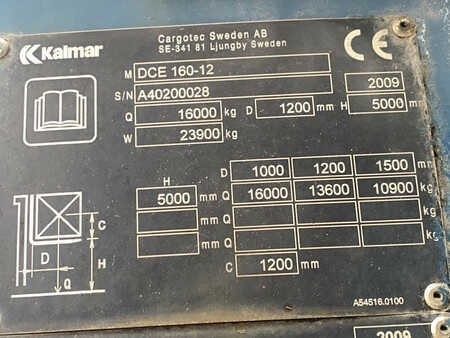 Kalmar
Cargotec Sweden AB
SE-341 81 Ljungby Sweden
CE
M DCE 160-12
S/N A40200028 2009
Q 16000 kg D 1200 mm H 5000 mm
W 23900 kg
H D 1000 1200 1500 mm
5000 mm Q 16000 13600 10900 kg
mm Q kg
mm Q kg
C 1200 mm
C
D
H
Q
A54516.0100
2009